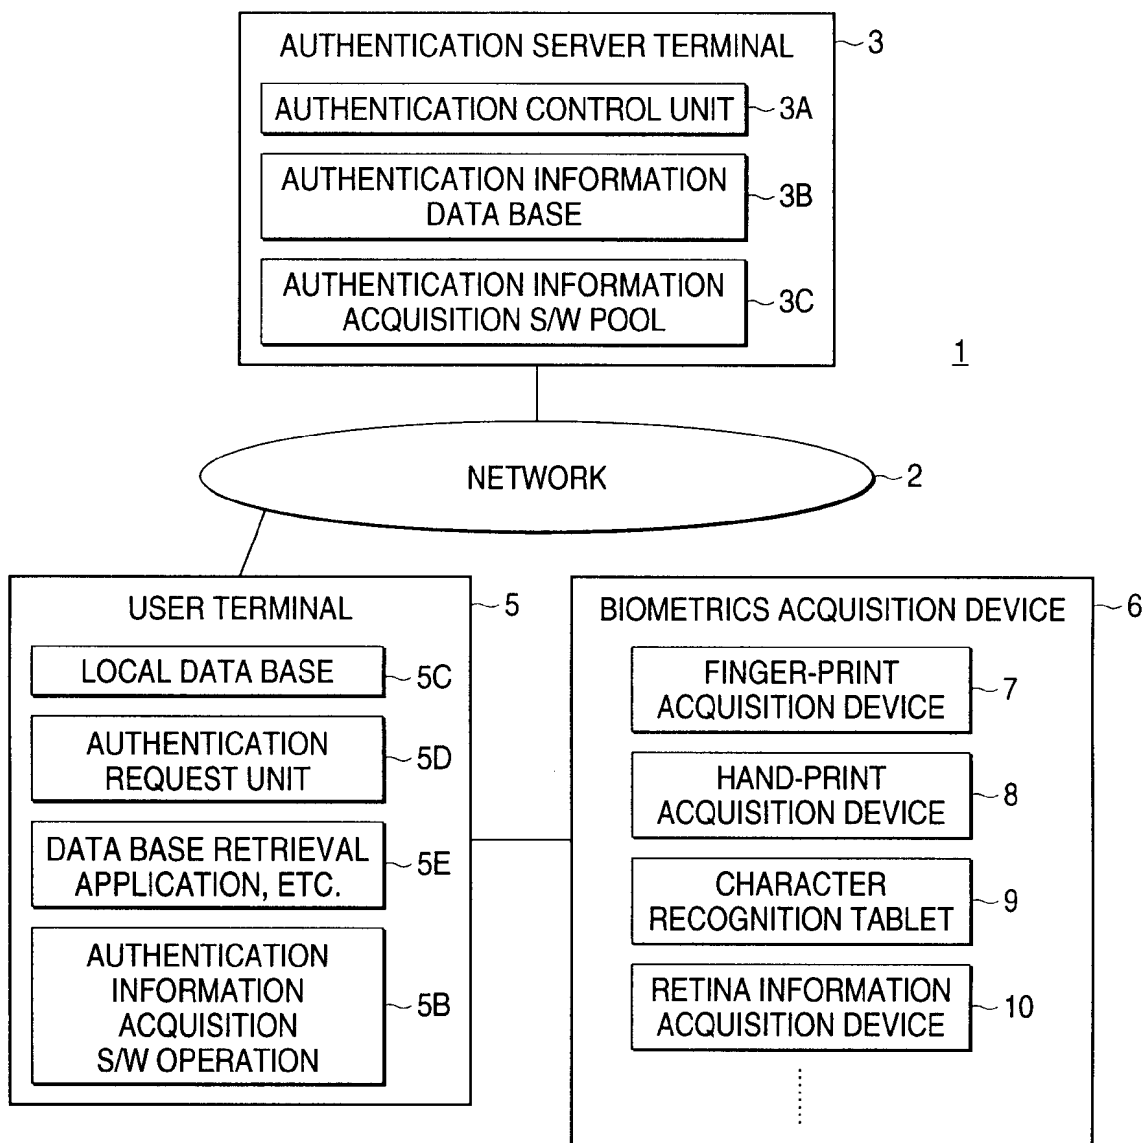 AUTHENTICATION SERVER TERMINAL
3
AUTHENTICATION CONTROL UNIT
3A
AUTHENTICATION INFORMATION
DATA BASE
3B
AUTHENTICATION INFORMATION
ACQUISITION S/W POOL
3C
1
NETWORK
2
USER TERMINAL
5
LOCAL DATA BASE
5C
AUTHENTICATION
REQUEST UNIT
5D
DATA BASE RETRIEVAL
APPLICATION, ETC.
5E
AUTHENTICATION
INFORMATION
ACQUISITION
S/W OPERATION
5B
BIOMETRICS ACQUISITION DEVICE
6
FINGER-PRINT
ACQUISITION DEVICE
7
HAND-PRINT
ACQUISITION DEVICE
8
CHARACTER
RECOGNITION TABLET
9
RETINA INFORMATION
ACQUISITION DEVICE
10